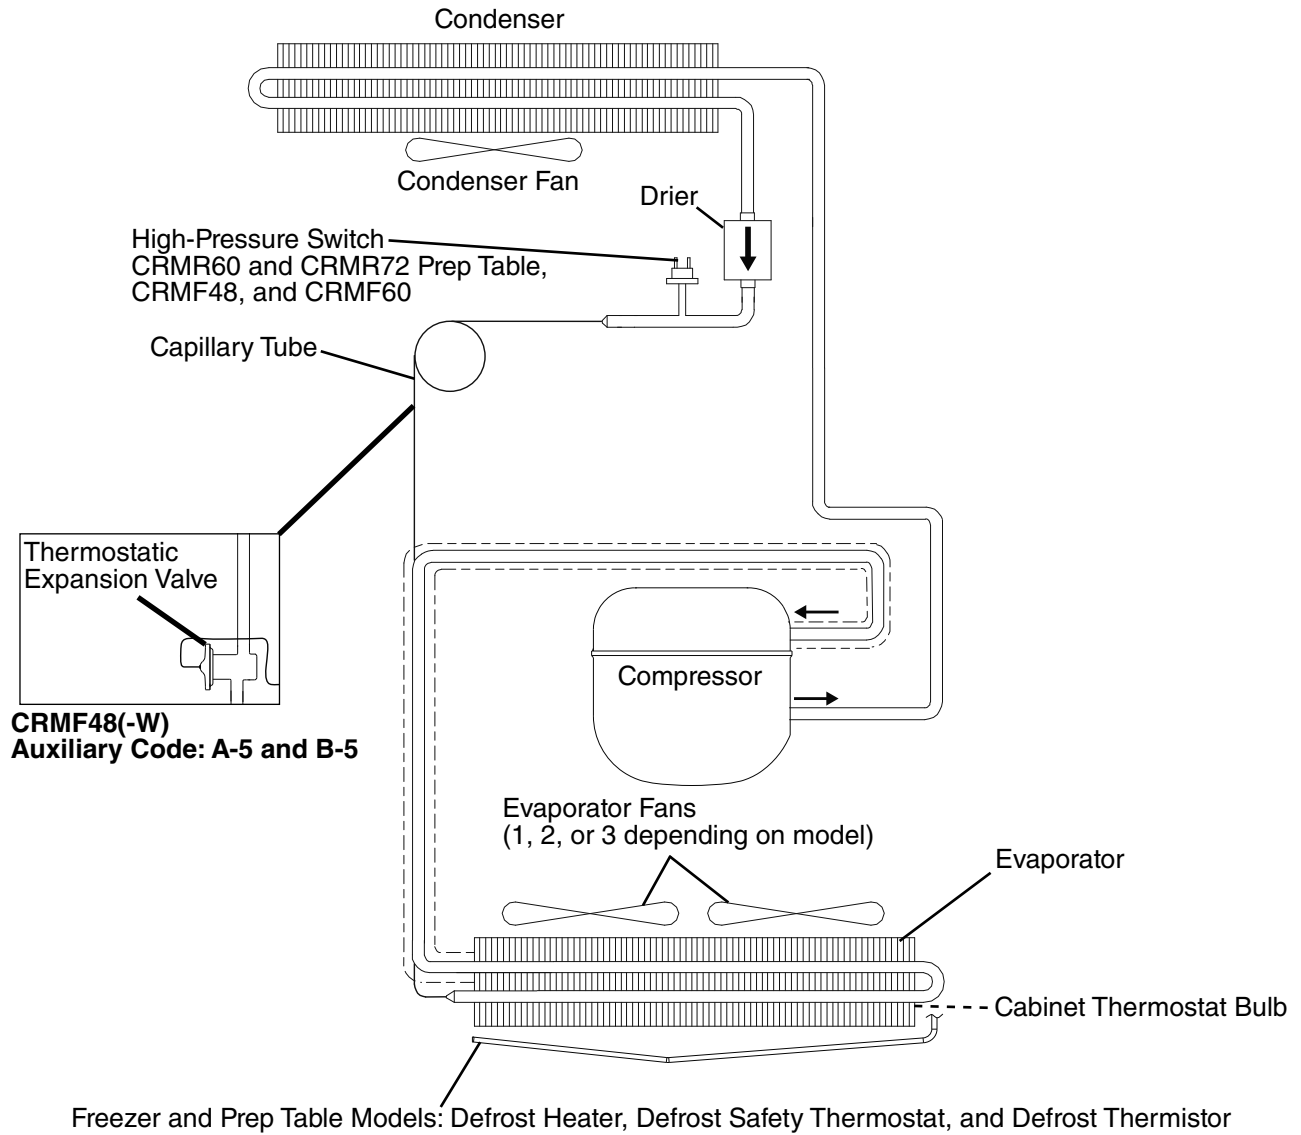 Condenser
Condenser Fan
Drier
High-Pressure Switch
CRMR60 and CRMR72 Prep Table,
CRMF48, and CRMF60
Capillary Tube
Thermostatic
Expansion Valve
CRMF48(-W)
Auxiliary Code: A-5 and B-5
Compressor
Evaporator Fans
(1, 2, or 3 depending on model)
Evaporator
Cabinet Thermostat Bulb
Freezer and Prep Table Models: Defrost Heater, Defrost Safety Thermostat, and Defrost Thermistor